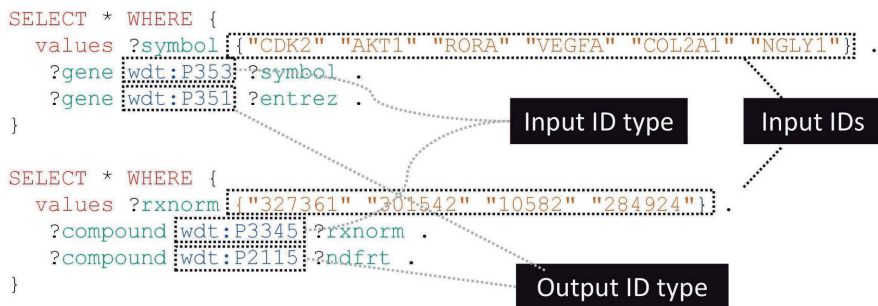 SELECT * WHERE {
values ?symbol {"CDK2" "AKT1" "RORA" "VEGFA" "COL2A1" "NGLY1"} .
?gene wdt:P353 ?symbol .
?gene wdt:P351 ?entrez .
}
Input ID type
Input IDs
SELECT * WHERE {
values ?rxnorm {"327361" "301542" "10582" "284924"} .
?compound wdt:P3345 ?rxnorm .
?compound wdt:P2115 ?ndfrt .
}
Output ID type